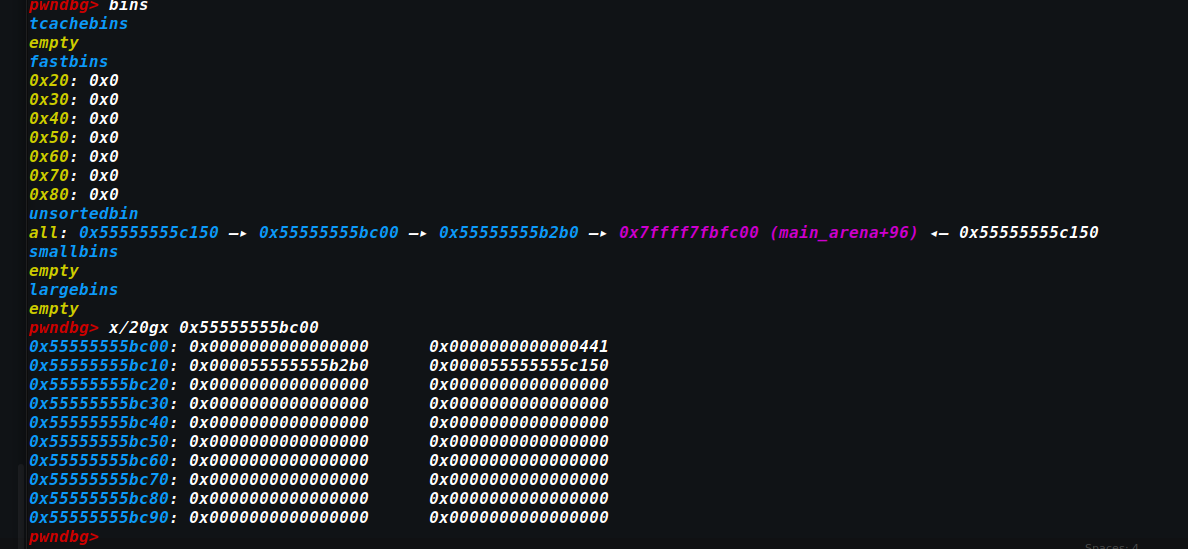 pwndbg> bins
tcachebins
empty
fastbins
0x20: 0x0
0x30: 0x0
0x40: 0x0
0x50: 0x0
0x60: 0x0
0x70: 0x0
0x80: 0x0
unsortedbin
all: 0x55555555c150 —▸ 0x55555555bc00 —▸ 0x55555555b2b0 —▸ 0x7ffff7fbfc00 (main_arena+96) ◂— 0x55555555c150
smallbins
empty
largebins
empty
pwndbg> x/20gx 0x55555555bc00
0x55555555bc00: 0x0000000000000000 0x0000000000000441
0x55555555bc10: 0x000055555555b2b0 0x000055555555c150
0x55555555bc20: 0x0000000000000000 0x0000000000000000
0x55555555bc30: 0x0000000000000000 0x0000000000000000
0x55555555bc40: 0x0000000000000000 0x0000000000000000
0x55555555bc50: 0x0000000000000000 0x0000000000000000
0x55555555bc60: 0x0000000000000000 0x0000000000000000
0x55555555bc70: 0x0000000000000000 0x0000000000000000
0x55555555bc80: 0x0000000000000000 0x0000000000000000
0x55555555bc90: 0x0000000000000000 0x0000000000000000
pwndbg>
Spaces: 4